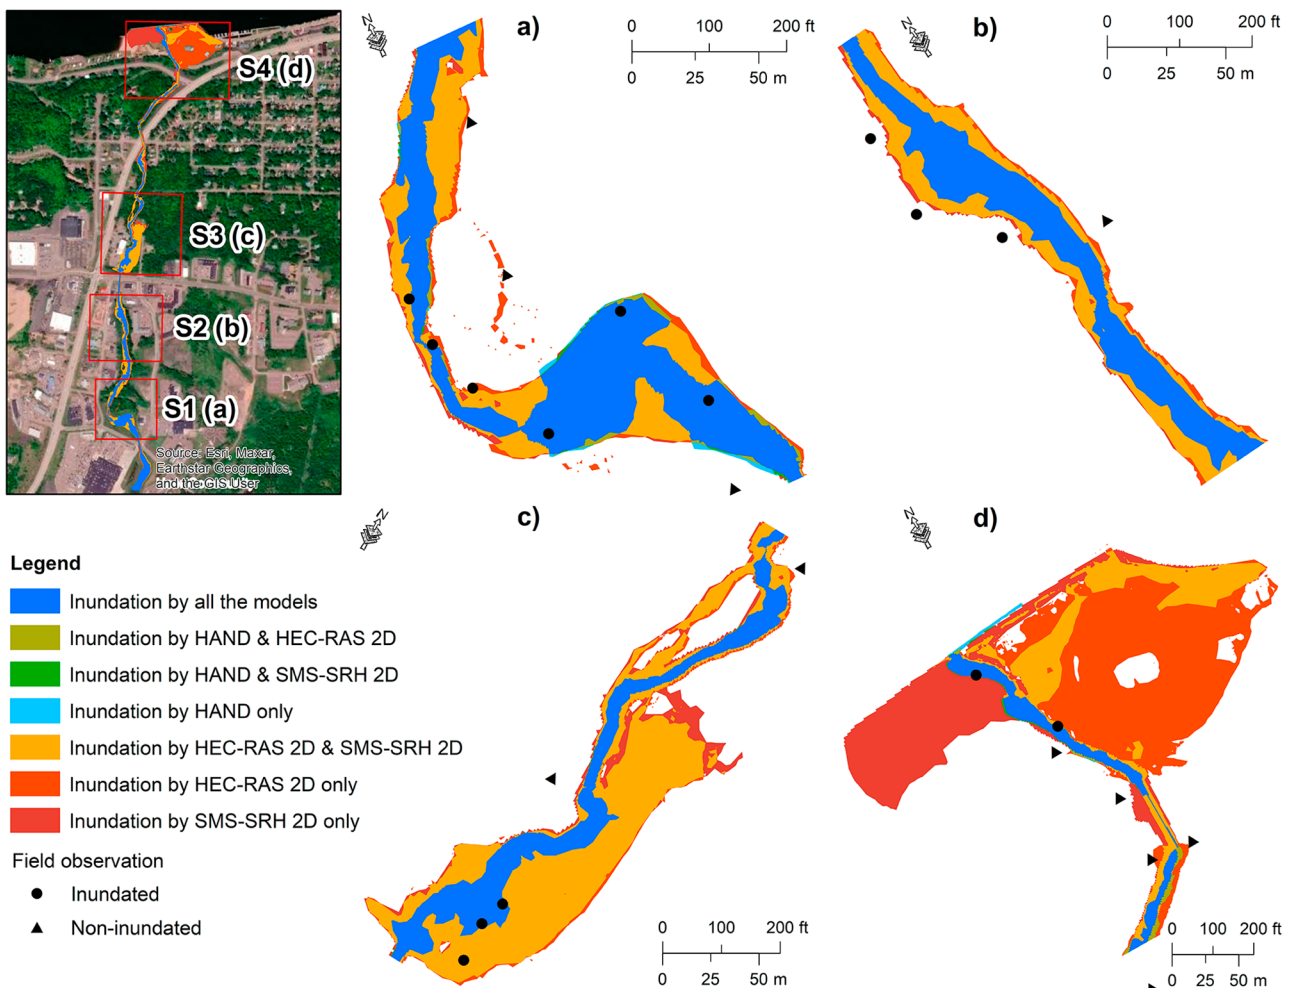 S4 (d)
S3 (c)
S2 (b)
S1 (a)
Source: Esri, Maxar,
Earthstar Geographics,
and the GIS User
N
a)
0 100 200 ft
0 25 50 m
N
b)
0 100 200 ft
0 25 50 m
c)
N
0 100 200 ft
0 25 50 m
N
d)
0 100 200 ft
0 25 50 m
Legend
Inundation by all the models
Inundation by HAND & HEC-RAS 2D
Inundation by HAND & SMS-SRH 2D
Inundation by HAND only
Inundation by HEC-RAS 2D & SMS-SRH 2D
Inundation by HEC-RAS 2D only
Inundation by SMS-SRH 2D only
Field observation
Inundated
Non-inundated